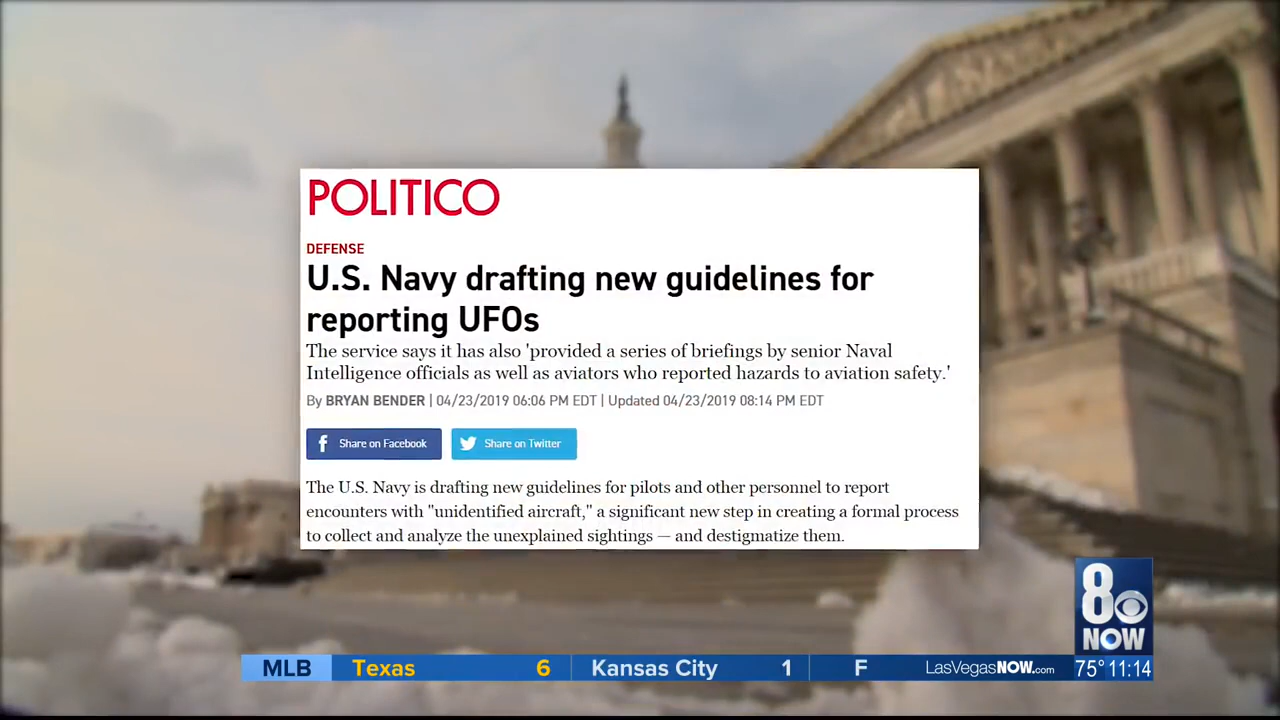 POLITICO
DEFENSE
U.S. Navy drafting new guidelines for
reporting UFOs
The service says it has also 'provided a series of briefings by senior Naval
Intelligence officials as well as aviators who reported hazards to aviation safety.'
By BRYAN BENDER | 04/23/2019 06:06 PM EDT | Updated 04/23/2019 08:14 PM EDT
f Share on Facebook Share on Twitter
The U.S. Navy is drafting new guidelines for pilots and other personnel to report
encounters with "unidentified aircraft," a significant new step in creating a formal process
to collect and analyze the unexplained sightings — and destigmatize them.
8
NOW
MLB Texas 6 Kansas City 1 F LasVegasNOW.com 75° 11:14